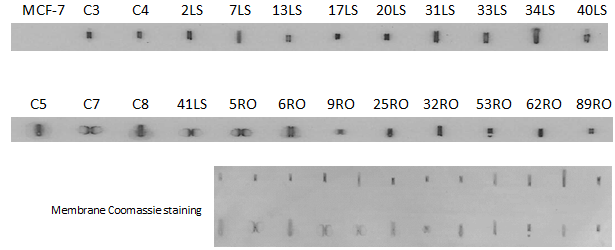 MCF-7 C3 C4 2LS 7LS 13LS 17LS 20LS 31LS 33LS 34LS 40LS
C5 C7 C8 41LS 5RO 6RO 9RO 25RO 32RO 53RO 62RO 89RO
Membrane Coomassie staining